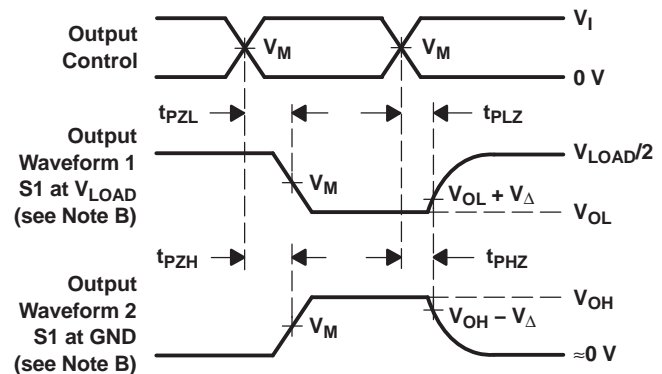 Output
Control
V_M
V_M
V_I
0 V
t_PZL
t_PLZ
Output
Waveform 1
S1 at V_LOAD
(see Note B)
V_M
V_LOAD/2
V_OL + V_Δ
V_OL
t_PZH
t_PHZ
Output
Waveform 2
S1 at GND
(see Note B)
V_M
V_OH
V_OH − V_Δ
≈0 V